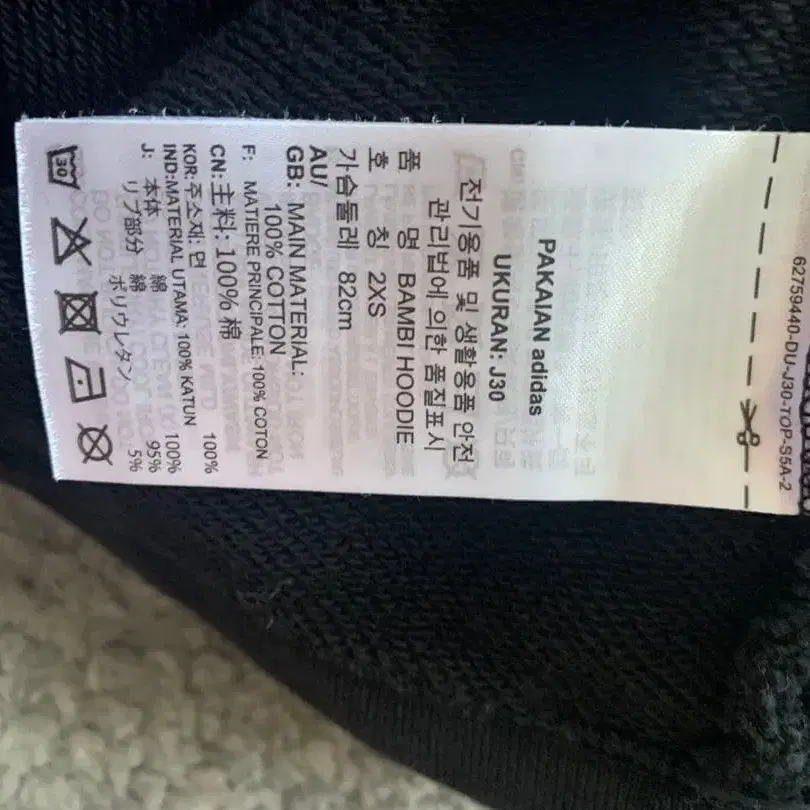 62759440-DU-J30-TOP-S5A-2
PAKAIAN adidas
UKURAN: J30
전기용품 및 생활용품 안전
관리법에 의한 품질표시
품 명 BAMBI HOODIE
호 칭 2XS
가슴둘레 82cm
AU/
GB: MAIN MATERIAL:
100% COTTON
F: MATIERE PRINCIPALE: 100% COTON
CN: 主料: 100% 棉
KOR: 주소재: 면 100%
IND: MATERIAL UTAMA: 100% KATUN
J: 本体 綿 100%
リブ部分 綿 95%
ポリウレタン 5%
30